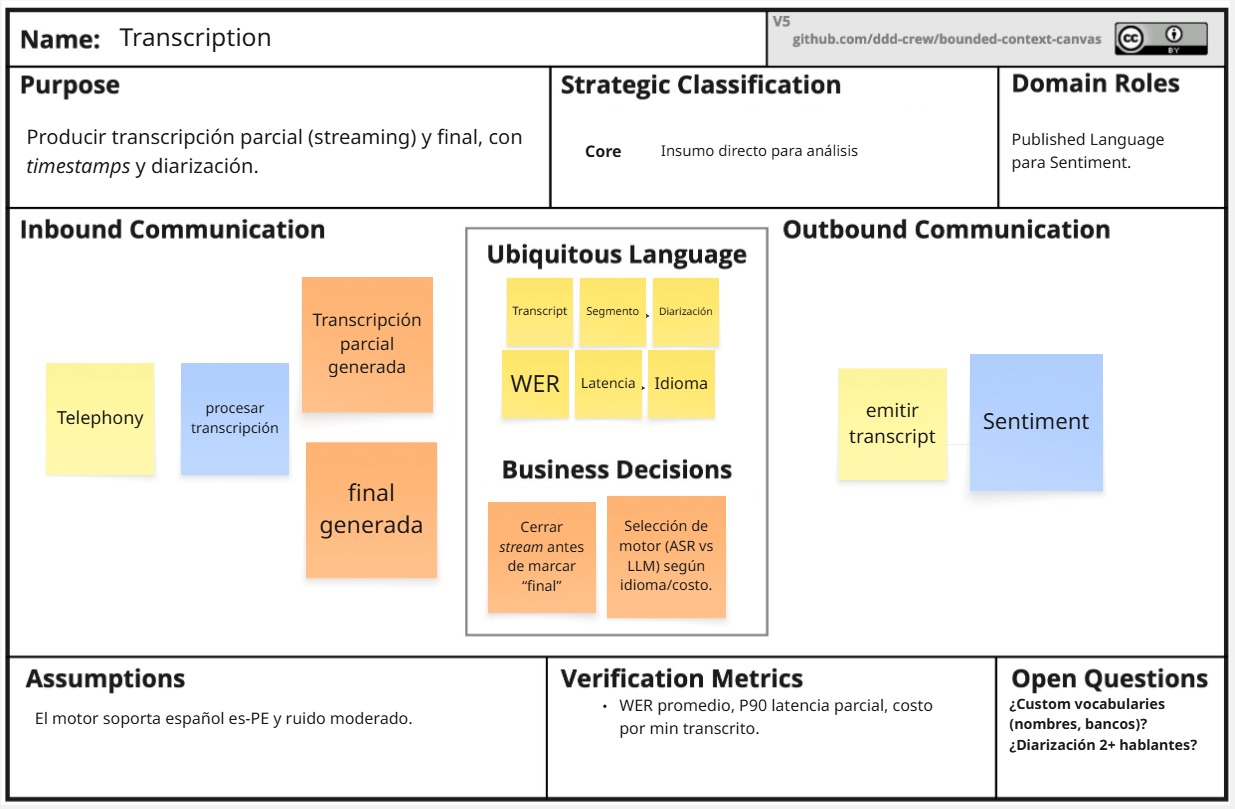 Name: Transcription
V5
github.com/ddd-crew/bounded-context-canvas
cc
BY
Purpose
Producir transcripción parcial (streaming) y final, con
timestamps y diarización.
Strategic Classification
Core Insumo directo para análisis
Domain Roles
Published Language
para Sentiment.
Inbound Communication
Telephony
procesar
transcripción
Transcripción
parcial
generada
final
generada
Ubiquitous Language
Transcript
Segmento
Diarización
WER
Latencia
Idioma
Business Decisions
Cerrar
stream antes
de marcar
“final”
Selección de
motor (ASR vs
LLM) según
idioma/costo.
Outbound Communication
emitir
transcript
Sentiment
Assumptions
El motor soporta español es-PE y ruido moderado.
Verification Metrics
• WER promedio, P90 latencia parcial, costo
por min transcrito.
Open Questions
¿Custom vocabularies
(nombres, bancos)?
¿Diarización 2+ hablantes?